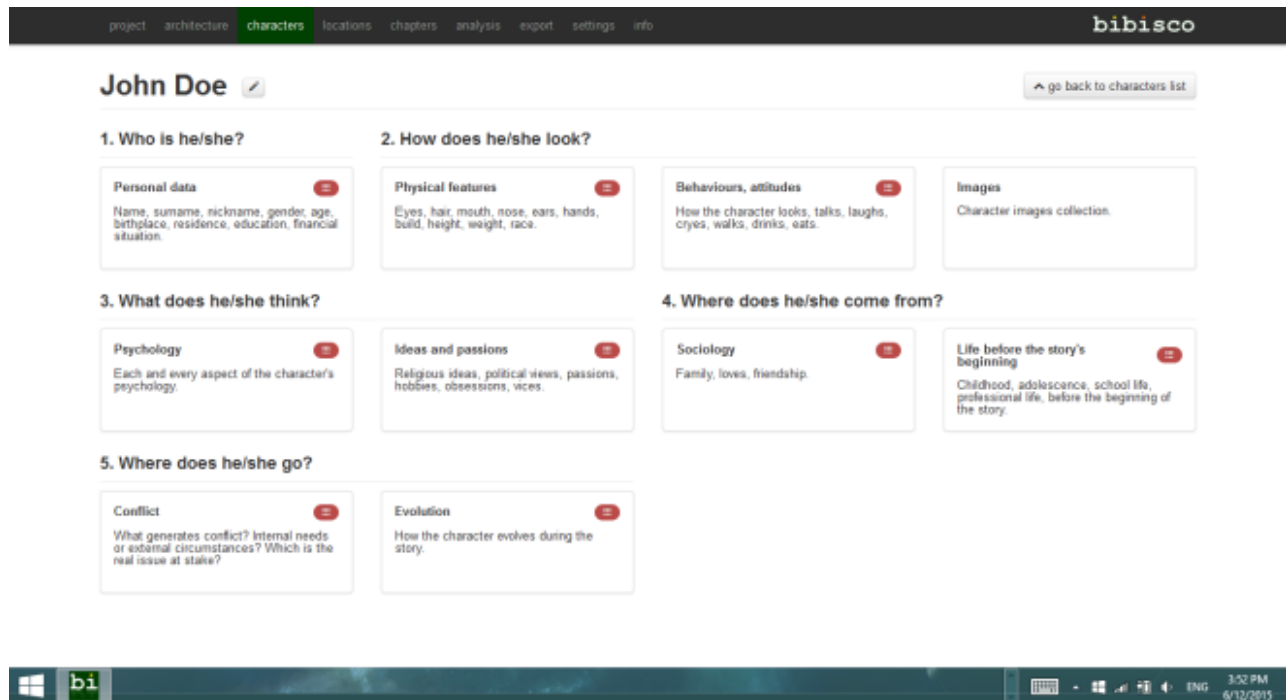 project architecture characters locations chapters analysis export settings info
bibisco
John Doe
go back to characters list
1. Who is he/she?
2. How does he/she look?
Personal data
Name, surname, nickname, gender, age,
birthplace, residence, education, financial
situation.
Physical features
Eyes, hair, mouth, nose, ears, hands,
build, height, weight, race.
Behaviours, attitudes
How the character looks, talks, laughs,
cryes, walks, drinks, eats.
Images
Character images collection.
3. What does he/she think?
4. Where does he/she come from?
Psychology
Each and every aspect of the character's
psychology.
Ideas and passions
Religious ideas, political views, passions,
hobbies, obsessions, vices.
Sociology
Family, loves, friendship.
Life before the story's
beginning
Childhood, adolescence, school life,
professional life, before the beginning of
the story.
5. Where does he/she go?
Conflict
What generates conflict? Internal needs
or external circumstances? Which is the
real issue at stake?
Evolution
How the character evolves during the
story.
bi
ENG
3:52 PM
6/12/2015